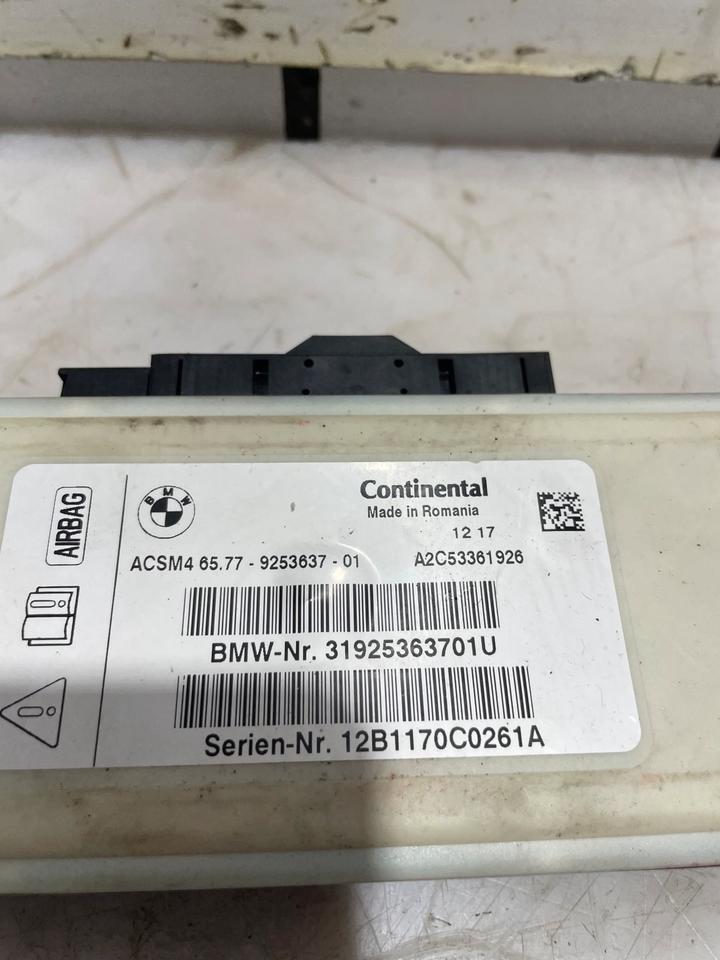 AIRBAG
BMW
Continental
Made in Romania
12 17
ACSM4 65.77 - 9253637 - 01 A2C53361926
BMW-Nr. 31925363701U
Serien-Nr. 12B1170C0261A